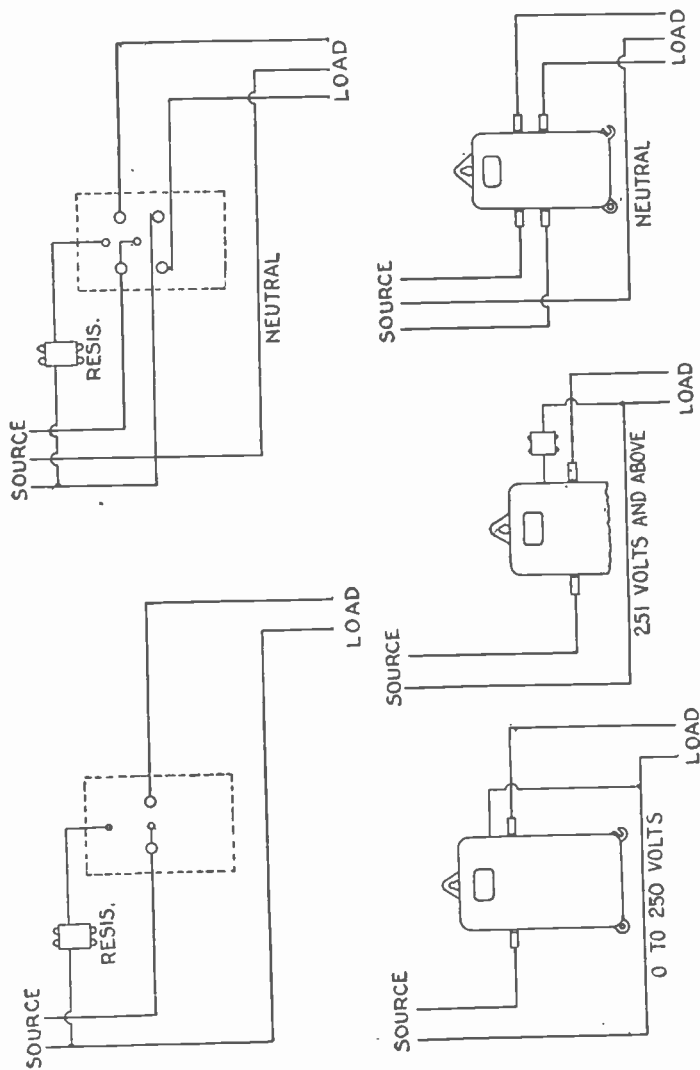 SOURCE
RESIS.
NEUTRAL
LOAD
SOURCE
NEUTRAL
LOAD
SOURCE
RESIS.
LOAD
SOURCE
251 VOLTS AND ABOVE
LOAD
SOURCE
0 TO 250 VOLTS
LOAD